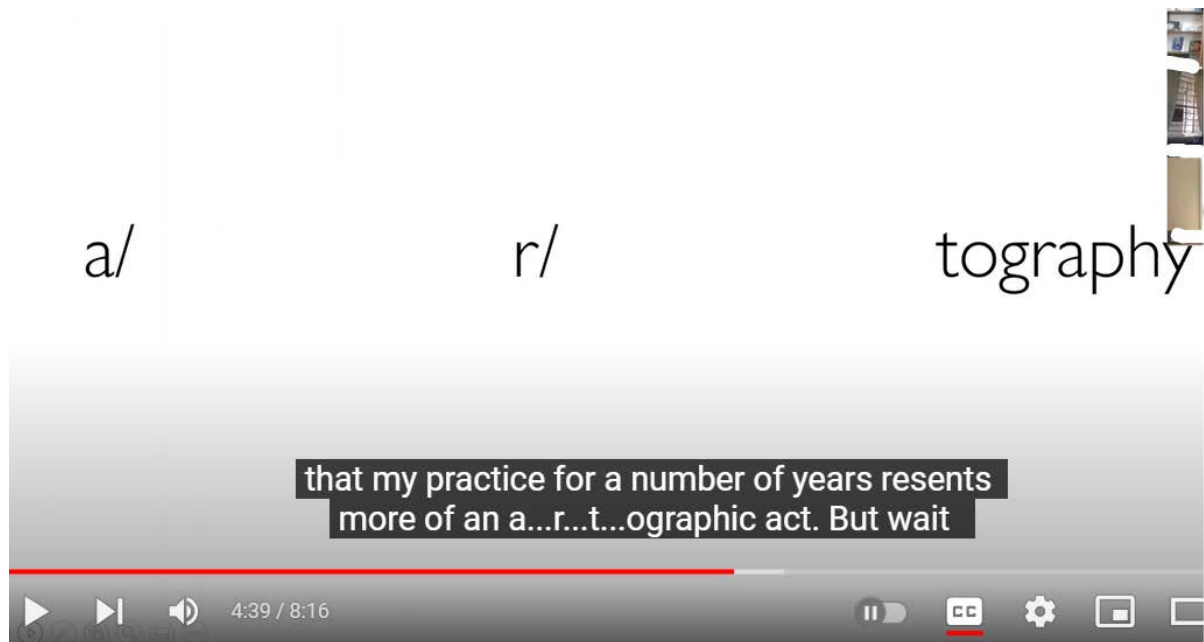 a/ r/ tography
that my practice for a number of years resents
more of an a...r...t...ographic act. But wait
4:39 / 8:16
CC